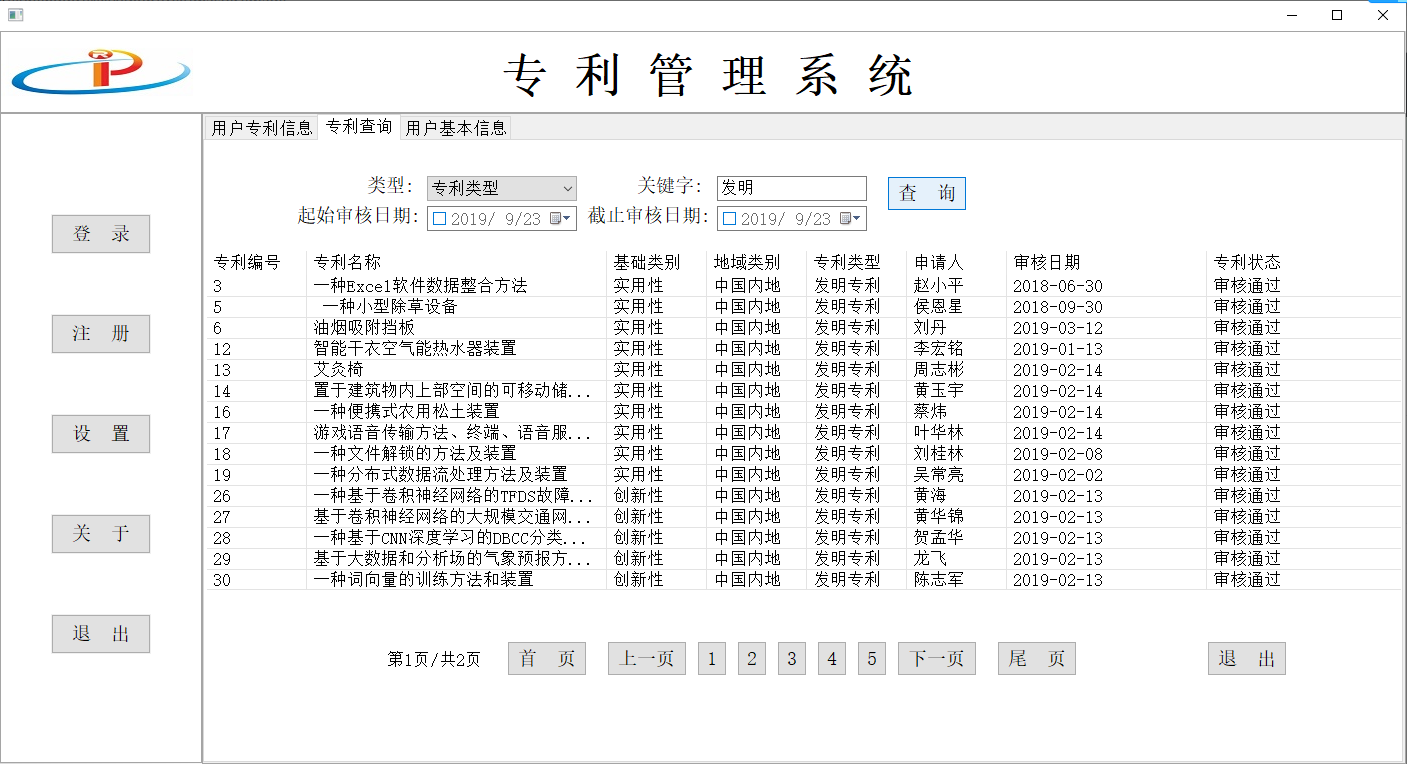 专 利 管 理 系 统
用户专利信息 专利查询 用户基本信息
类型: 专利类型 关键字: 发明 查 询
起始审核日期: 2019/ 9/23 截止审核日期: 2019/ 9/23
登 录
注 册
设 置
关 于
退 出
专利编号 专利名称 基础类别 地域类别 专利类型 申请人 审核日期 专利状态
3 一种Excel软件数据整合方法 实用性 中国内地 发明专利 赵小平 2018-06-30 审核通过
5 一种小型除草设备 实用性 中国内地 发明专利 侯恩星 2018-09-30 审核通过
6 油烟吸附挡板 实用性 中国内地 发明专利 刘丹 2019-03-12 审核通过
12 智能干衣空气能热水器装置 实用性 中国内地 发明专利 李宏铭 2019-01-13 审核通过
13 艾灸椅 实用性 中国内地 发明专利 周志彬 2019-02-14 审核通过
14 置于建筑物内上部空间的可移动储... 实用性 中国内地 发明专利 黄玉宇 2019-02-14 审核通过
16 一种便携式农用松土装置 实用性 中国内地 发明专利 蔡炜 2019-02-14 审核通过
17 游戏语音传输方法、终端、语音服... 实用性 中国内地 发明专利 叶华林 2019-02-14 审核通过
18 一种文件解锁的方法及装置 实用性 中国内地 发明专利 刘桂林 2019-02-08 审核通过
19 一种分布式数据流处理方法及装置 实用性 中国内地 发明专利 吴常亮 2019-02-02 审核通过
26 一种基于卷积神经网络的TFDS故障... 创新性 中国内地 发明专利 黄海 2019-02-13 审核通过
27 基于卷积神经网络的大规模交通网... 创新性 中国内地 发明专利 黄华锦 2019-02-13 审核通过
28 一种基于CNN深度学习的DBCC分类... 创新性 中国内地 发明专利 贺孟华 2019-02-13 审核通过
29 基于大数据和分析场的气象预报方... 创新性 中国内地 发明专利 龙飞 2019-02-13 审核通过
30 一种词向量的训练方法和装置 创新性 中国内地 发明专利 陈志军 2019-02-13 审核通过
第1页/共2页 首 页 上一页 1 2 3 4 5 下一页 尾 页 退 出